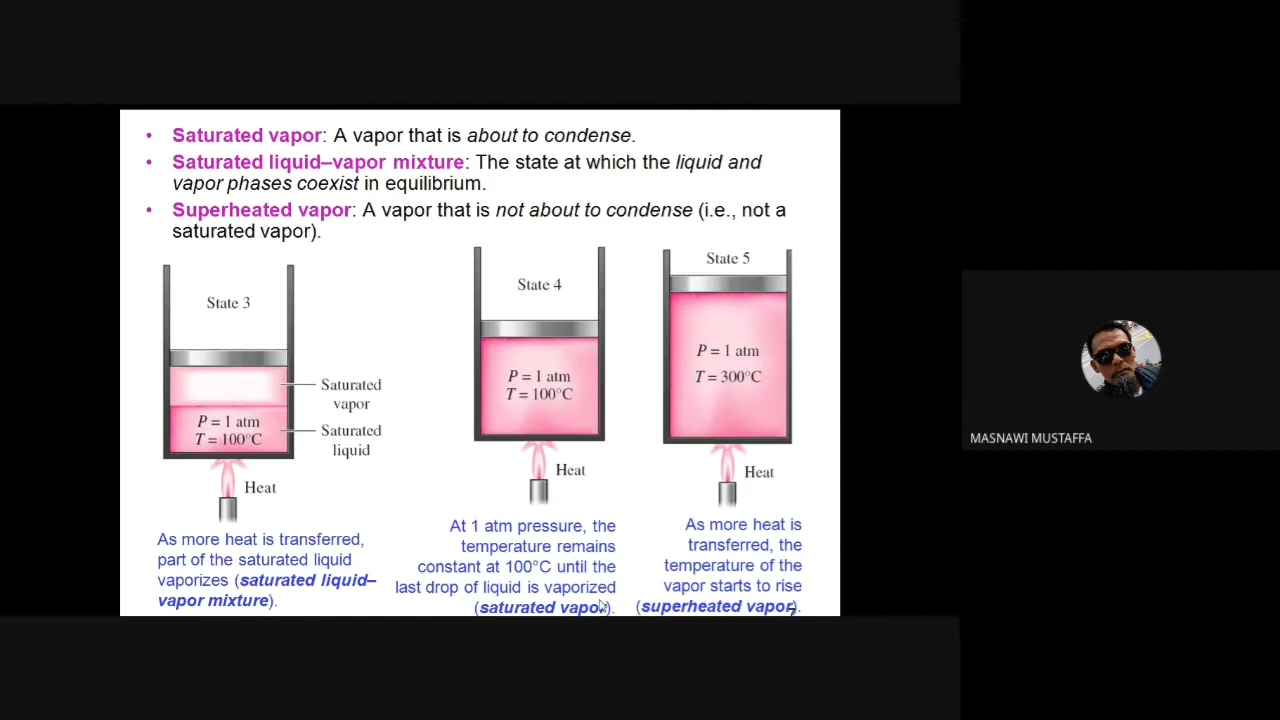 • Saturated vapor: A vapor that is about to condense.
• Saturated liquid–vapor mixture: The state at which the liquid and
vapor phases coexist in equilibrium.
• Superheated vapor: A vapor that is not about to condense (i.e., not a
saturated vapor).
State 3
Saturated
vapor
P = 1 atm
T = 100°C
Saturated
liquid
Heat
As more heat is transferred,
part of the saturated liquid
vaporizes (saturated liquid–
vapor mixture).
State 4
P = 1 atm
T = 100°C
Heat
At 1 atm pressure, the
temperature remains
constant at 100°C until the
last drop of liquid is vaporized
(saturated vapor).
State 5
P = 1 atm
T = 300°C
Heat
As more heat is
transferred, the
temperature of the
vapor starts to rise
(superheated vapor).
7
MASNAWI MUSTAFFA